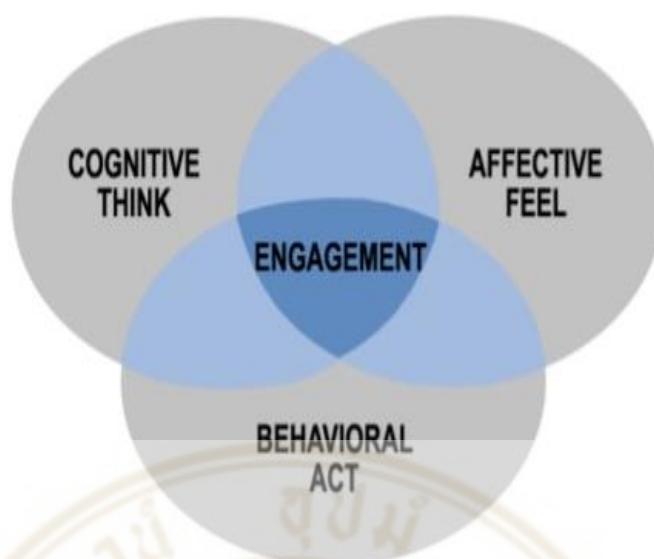 COGNITIVE
THINK
AFFECTIVE
FEEL
ENGAGEMENT
BEHAVIORAL
ACT